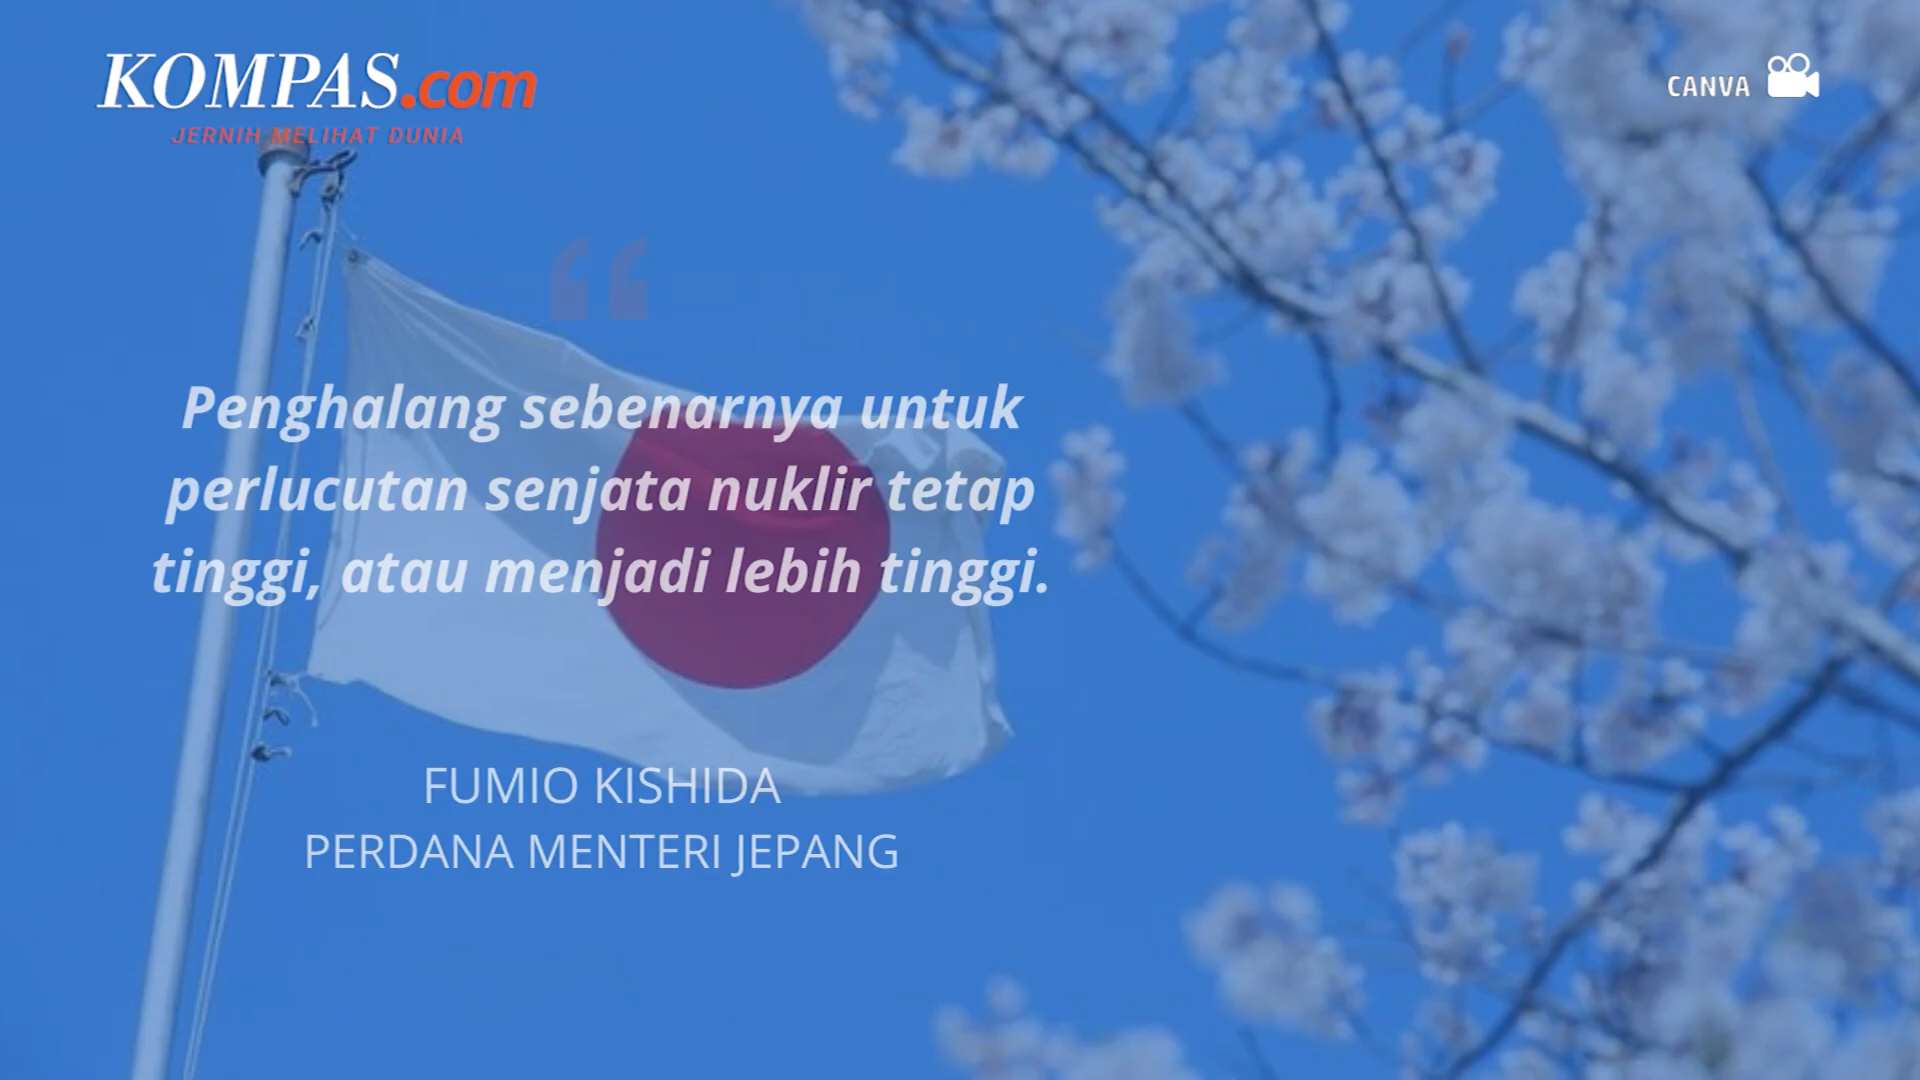 KOMPAS.com
JERNIH MELIHAT DUNIA
CANVA
“
Penghalang sebenarnya untuk
perlucutan senjata nuklir tetap
tinggi, atau menjadi lebih tinggi.
FUMIO KISHIDA
PERDANA MENTERI JEPANG